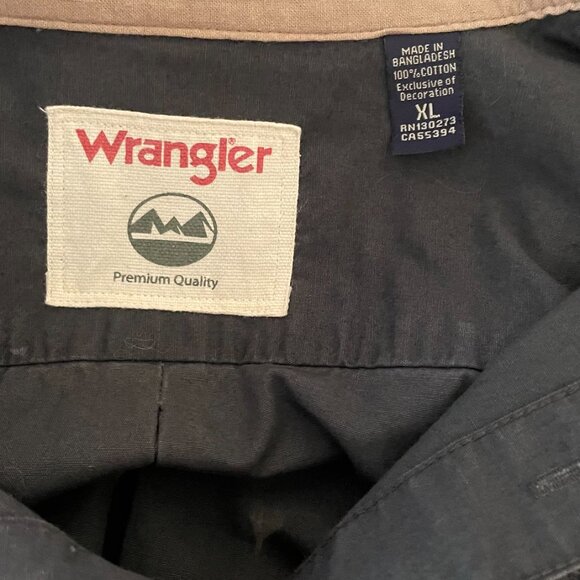 Wrangler
Premium Quality
MADE IN
BANGLADESH
100% COTTON
Exclusive of
Decoration
XL
RN130273
CA55394